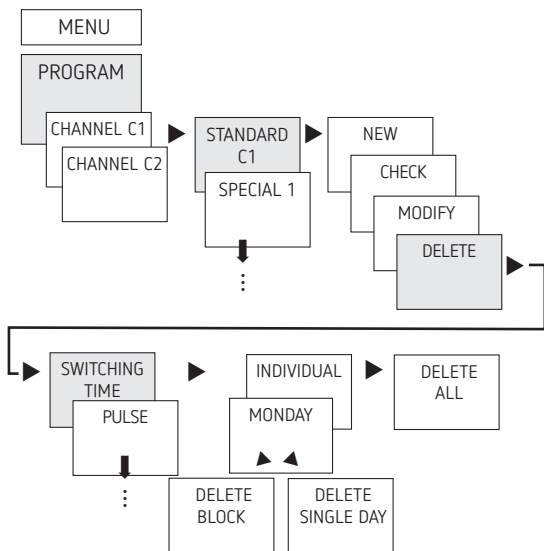 MENU
PROGRAM
CHANNEL C1
CHANNEL C2
STANDARD
C1
SPECIAL 1
NEW
CHECK
MODIFY
DELETE
SWITCHING
TIME
PULSE
INDIVIDUAL
MONDAY
DELETE
ALL
DELETE
BLOCK
DELETE
SINGLE DAY